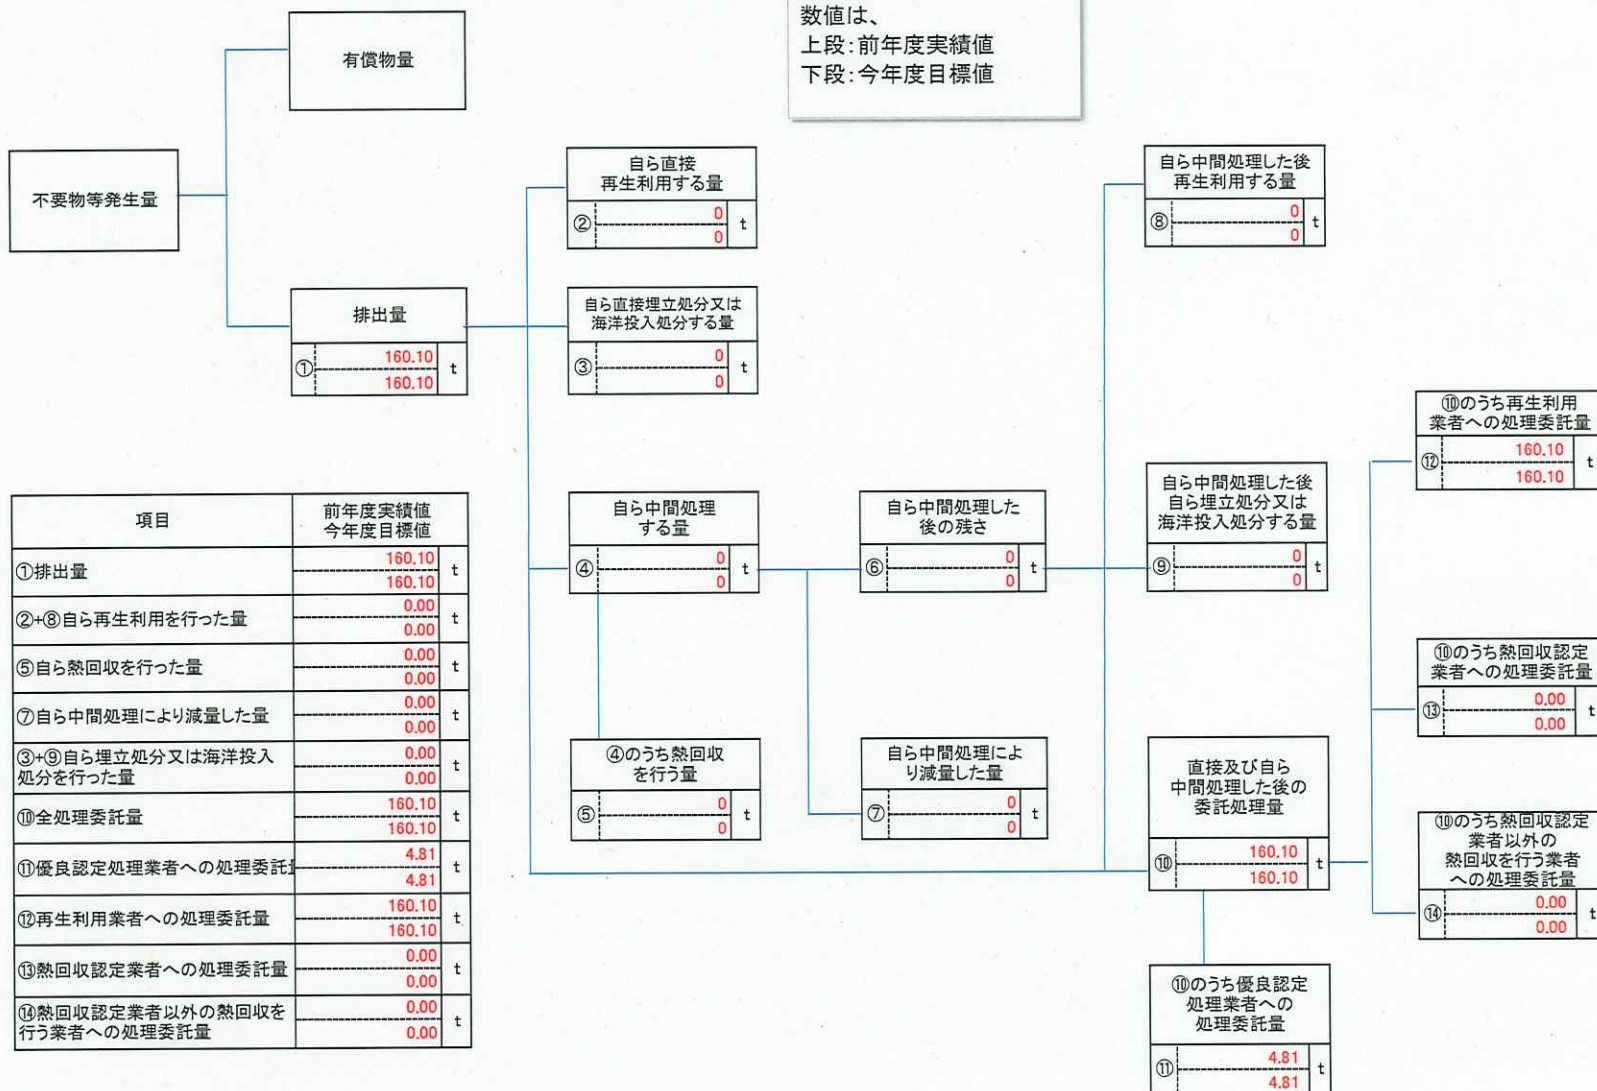 数値は、
上段:前年度実績値
下段:今年度目標値
有償物量
不要物等発生量
排出量
①
160.10
160.10
t
自ら直接
再生利用する量
②
0
0
t
自ら直接埋立処分又は
海洋投入処分する量
③
0
0
t
自ら中間処理
する量
④
0
0
t
④のうち熱回収
を行う量
⑤
0
0
t
自ら中間処理した
後の残さ
⑥
0
0
t
自ら中間処理によ
り減量した量
⑦
0
0
t
自ら中間処理した後
再生利用する量
⑧
0
0
t
自ら中間処理した後
自ら埋立処分又は
海洋投入処分する量
⑨
0
0
t
直接及び自ら
中間処理した後の
委託処理量
⑩
160.10
160.10
t
⑩のうち優良認定
処理業者への
処理委託量
⑪
4.81
4.81
t
⑩のうち再生利用
業者への処理委託量
⑫
160.10
160.10
t
⑩のうち熱回収認定
業者への処理委託量
⑬
0.00
0.00
t
⑩のうち熱回収認定
業者以外の
熱回収を行う業者
への処理委託量
⑭
0.00
0.00
t
項目
前年度実績値
今年度目標値
①排出量
160.10
160.10
t
②+⑧自ら再生利用を行った量
0.00
0.00
t
⑤自ら熱回収を行った量
0.00
0.00
t
⑦自ら中間処理により減量した量
0.00
0.00
t
③+⑨自ら埋立処分又は海洋投入
処分を行った量
0.00
0.00
t
⑩全処理委託量
160.10
160.10
t
⑪優良認定処理業者への処理委託
4.81
4.81
t
⑫再生利用業者への処理委託量
160.10
160.10
t
⑬熱回収認定業者への処理委託量
0.00
0.00
t
⑭熱回収認定業者以外の熱回収を
行う業者への処理委託量
0.00
0.00
t